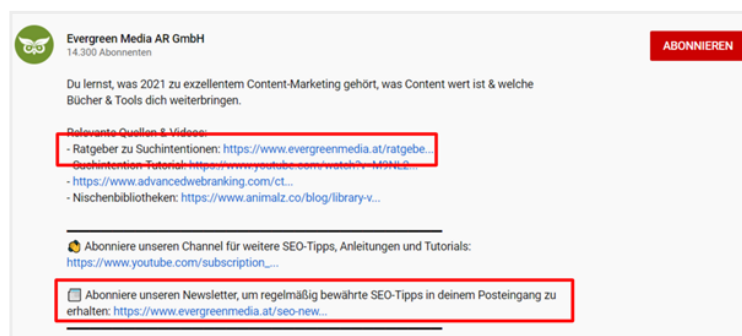 Evergreen Media AR GmbH
14.300 Abonnenten
ABONNIEREN
Du lernst, was 2021 zu exzellentem Content-Marketing gehört, was Content wert ist & welche
Bücher & Tools dich weiterbringen.
Relevante Quellen & Videos:
- Ratgeber zu Suchintentionen: https://www.evergreenmedia.at/ratgebe...
- Suchintention-Tutorial: https://www.youtube.com/watch?v=M9NL2...
- https://www.advancedwebranking.com/ct...
- Nischenbibliotheken: https://www.animalz.co/blog/library-v...
Abonniere unseren Channel für weitere SEO-Tipps, Anleitungen und Tutorials:
https://www.youtube.com/subscription_...
Abonniere unseren Newsletter, um regelmäßig bewährte SEO-Tipps in deinem Posteingang zu
erhalten: https://www.evergreenmedia.at/seo-new...